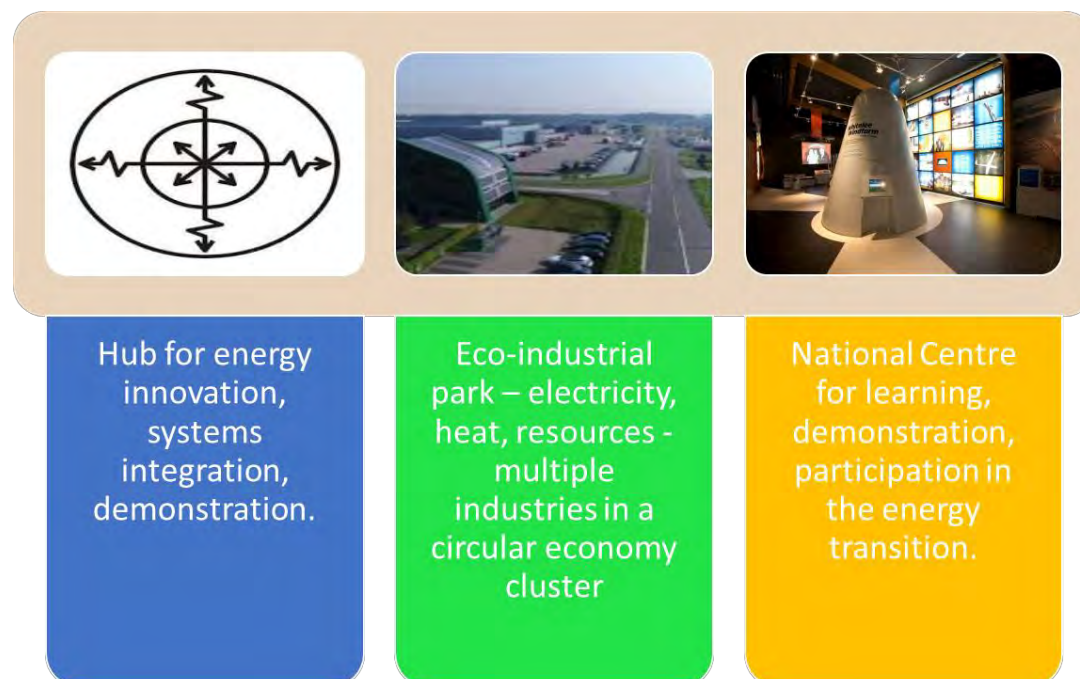 Hub for energy
innovation,
systems
integration,
demonstration.
Eco-industrial
park – electricity,
heat, resources -
multiple
industries in a
circular economy
cluster
National Centre
for learning,
demonstration,
participation in
the energy
transition.